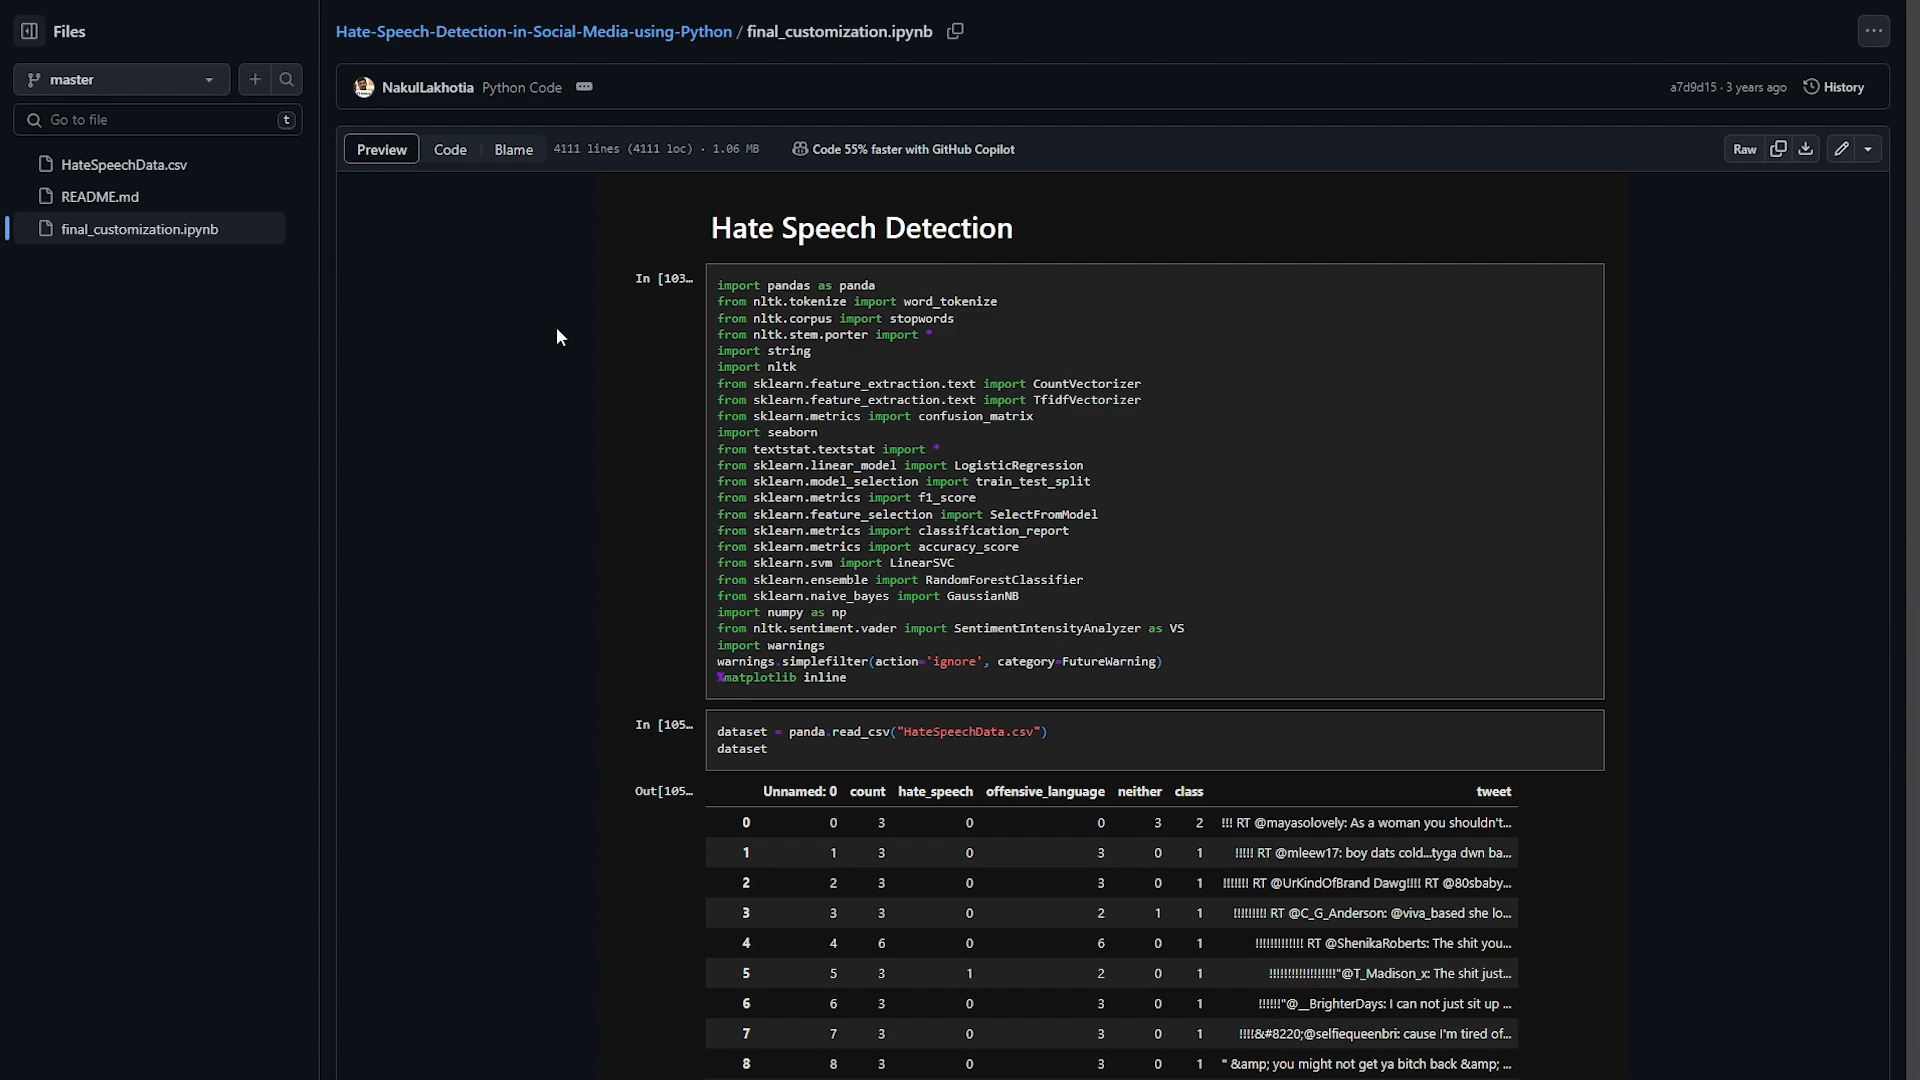 Files
Hate-Speech-Detection-in-Social-Media-using-Python / final_customization.ipynb
master
Go to file
t
HateSpeechData.csv
README.md
final_customization.ipynb
NakulLakhotia Python Code
a7d9d15 · 3 years ago History
Preview Code Blame 4111 lines (4111 loc) · 1.06 MB Code 55% faster with GitHub Copilot Raw
Hate Speech Detection
In [103…
import pandas as panda
from nltk.tokenize import word_tokenize
from nltk.corpus import stopwords
from nltk.stem.porter import *
import string
import nltk
from sklearn.feature_extraction.text import CountVectorizer
from sklearn.feature_extraction.text import TfidfVectorizer
from sklearn.metrics import confusion_matrix
import seaborn
from textstat.textstat import *
from sklearn.linear_model import LogisticRegression
from sklearn.model_selection import train_test_split
from sklearn.metrics import f1_score
from sklearn.feature_selection import SelectFromModel
from sklearn.metrics import classification_report
from sklearn.metrics import accuracy_score
from sklearn.svm import LinearSVC
from sklearn.ensemble import RandomForestClassifier
from sklearn.naive_bayes import GaussianNB
import numpy as np
from nltk.sentiment.vader import SentimentIntensityAnalyzer as VS
import warnings
warnings.simplefilter(action='ignore', category=FutureWarning)
%matplotlib inline
In [105…
dataset = panda.read_csv("HateSpeechData.csv")
dataset
Out[105…
Unnamed: 0 count hate_speech offensive_language neither class tweet
0 0 3 0 0 3 2 !!! RT @mayasolovely: As a woman you shouldn't...
1 1 3 0 3 0 1 !!!!! RT @mleew17: boy dats cold...tyga dwn ba...
2 2 3 0 3 0 1 !!!!!!! RT @UrKindOfBrand Dawg!!!! RT @80sbaby...
3 3 3 0 2 1 1 !!!!!!!!! RT @C_G_Anderson: @viva_based she lo...
4 4 6 0 6 0 1 !!!!!!!!!!!!! RT @ShenikaRoberts: The shit you...
5 5 3 1 2 0 1 !!!!!!!!!!!!!!!!!!"@T_Madison_x: The shit just...
6 6 3 0 3 0 1 !!!!!!"@__BrighterDays: I can not just sit up ...
7 7 3 0 3 0 1 !!!!&#8220;@selfiequeenbri: cause I'm tired of...
8 8 3 0 3 0 1 " &amp; you might not get ya bitch back &amp; ...